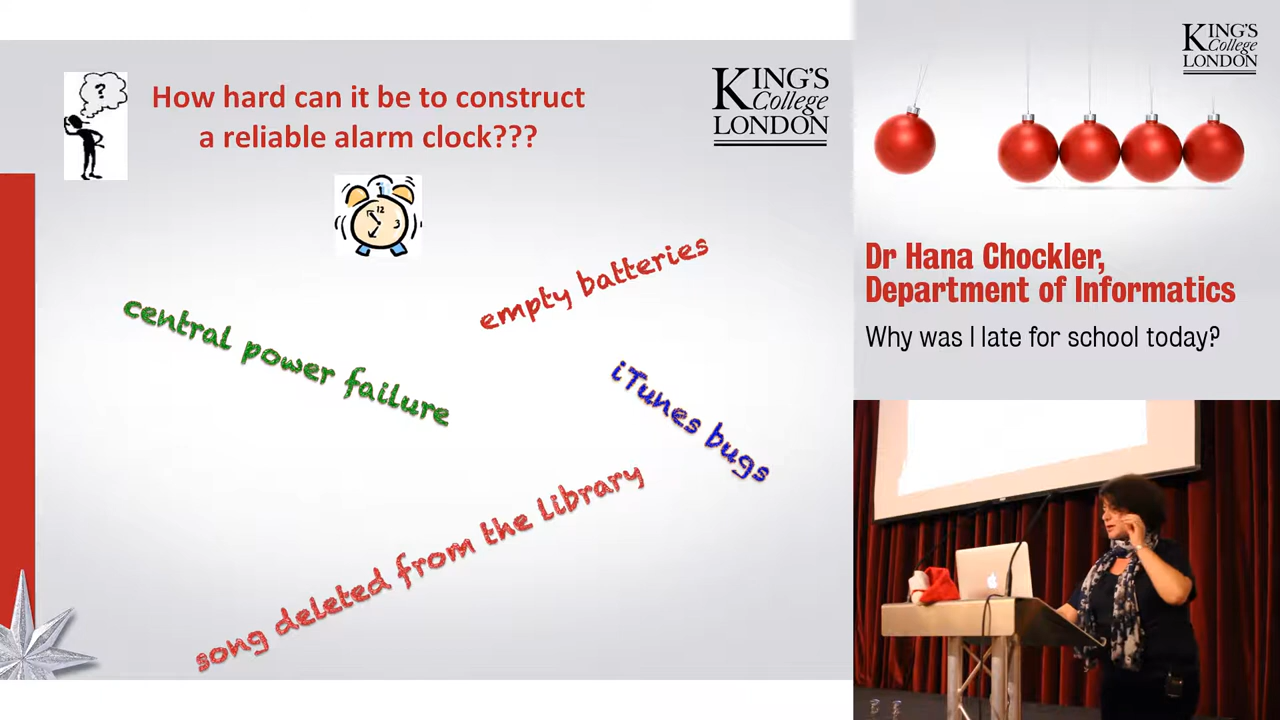 How hard can it be to construct
a reliable alarm clock???
KING'S
College
LONDON
?
12
3
empty batteries
central power failure
iTunes bugs
song deleted from the library
KING'S
College
LONDON
Dr Hana Chockler,
Department of Informatics
Why was I late for school today?